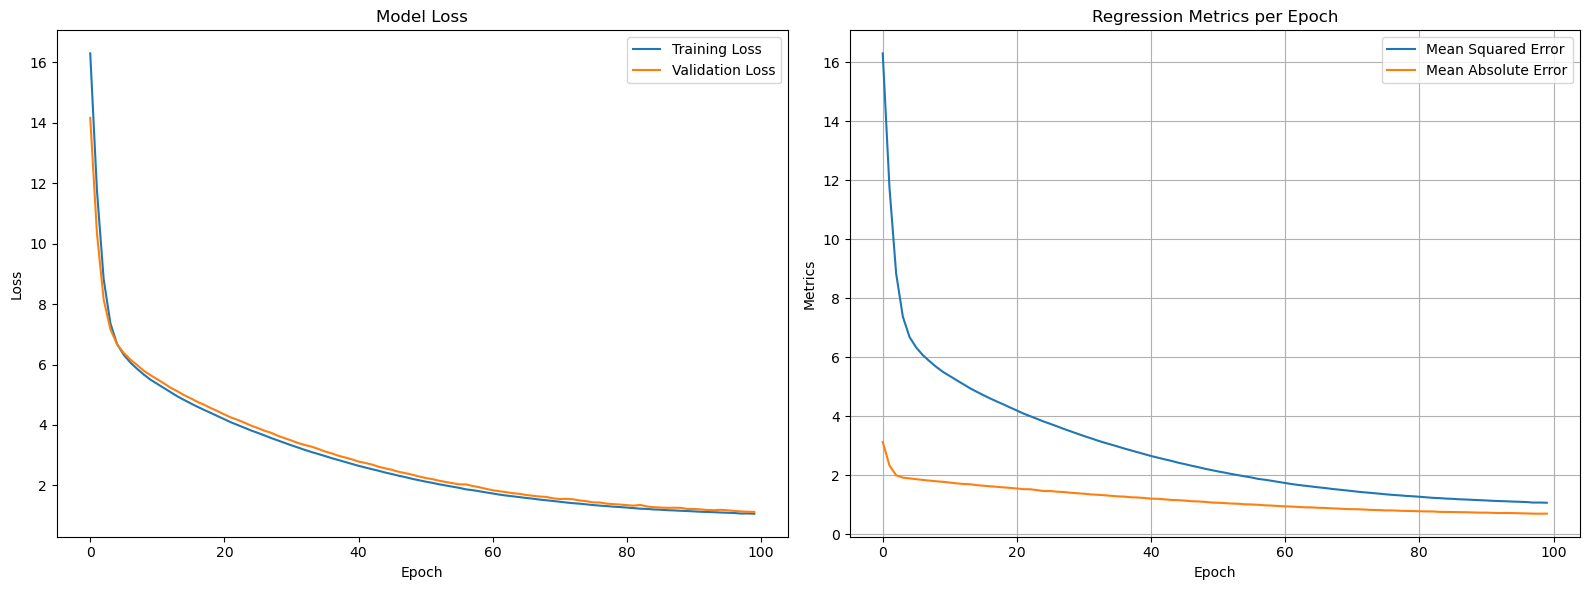 Model Loss
Training Loss
Validation Loss
16
14
12
10
8
6
4
2
Loss
0 20 40 60 80 100
Epoch
Regression Metrics per Epoch
Mean Squared Error
Mean Absolute Error
16
14
12
10
8
6
4
2
0
Metrics
0 20 40 60 80 100
Epoch